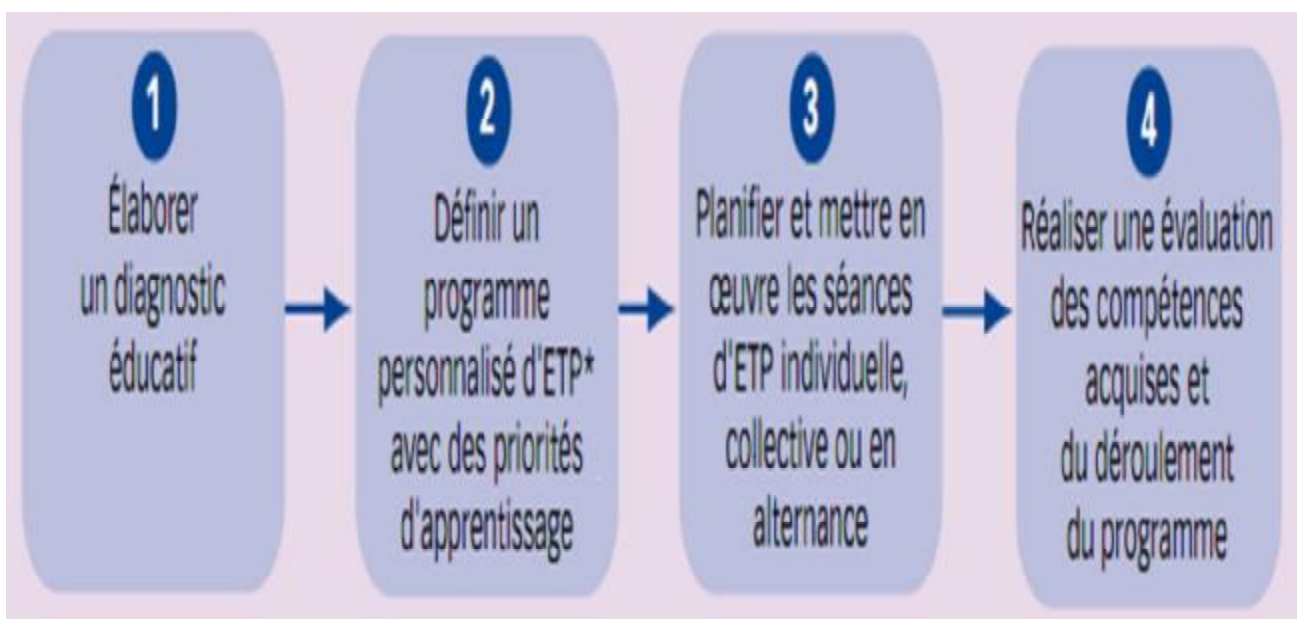 1
Élaborer
un diagnostic
éducatif
2
Définir un
programme
personnalisé d'ETP*
avec des priorités
d'apprentissage
3
Planifier et mettre en
œuvre les séances
d'ETP individuelle,
collective ou en
alternance
4
Réaliser une évaluation
des compétences
acquises et
du déroulement
du programme